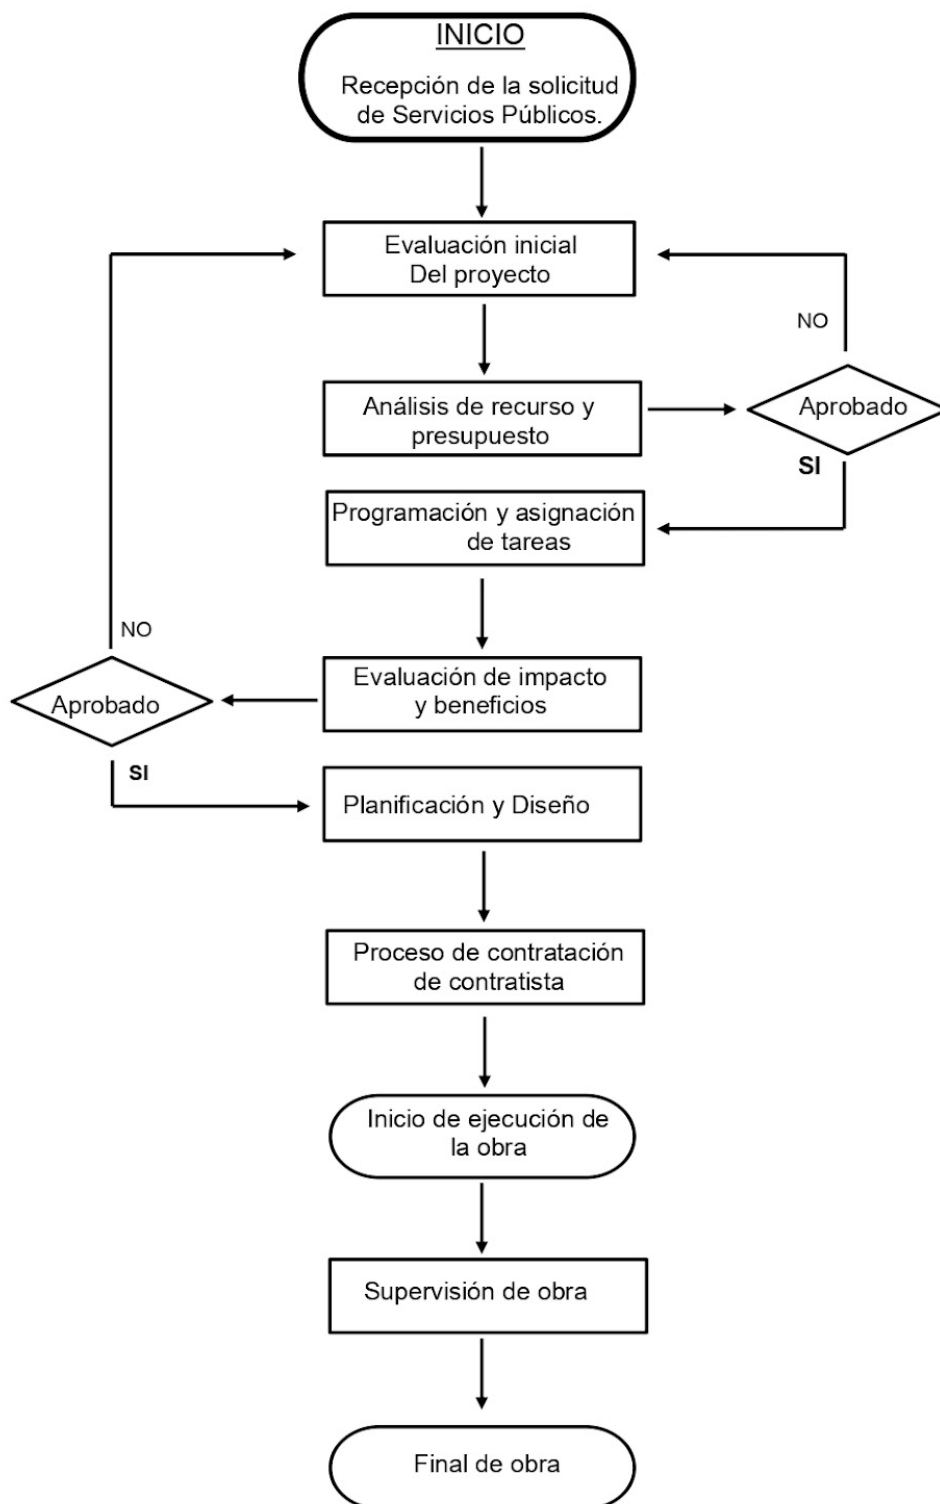 INICIO
Recepción de la solicitud
de Servicios Públicos.
Evaluación inicial
Del proyecto
NO
Análisis de recurso y
presupuesto
Aprobado
SI
Programación y asignación
de tareas
NO
Evaluación de impacto
y beneficios
Aprobado
SI
Planificación y Diseño
Proceso de contratación
de contratista
Inicio de ejecución de
la obra
Supervisión de obra
Final de obra